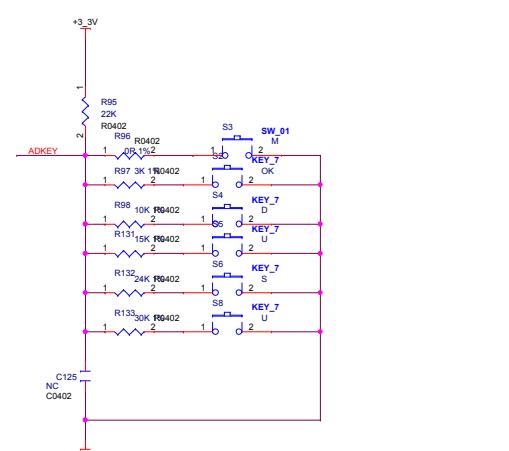 +3_3V
1
R95
22K
R0402
2
R96
R0402
0R 1%
S3
SW_01
M
ADKEY
1
2
1
2
S2
KEY_7
OK
R97 3K 1%
R0402
1
2
1
2
S4
KEY_7
D
R98
10K 1%
R0402
1
2
1
2
S5
KEY_7
U
R131
15K 1%
R0402
1
2
1
2
S6
KEY_7
S
R132
24K 1%
R0402
1
2
1
2
S8
KEY_7
U
R133
30K 1%
R0402
1
2
1
2
C125
NC
C0402